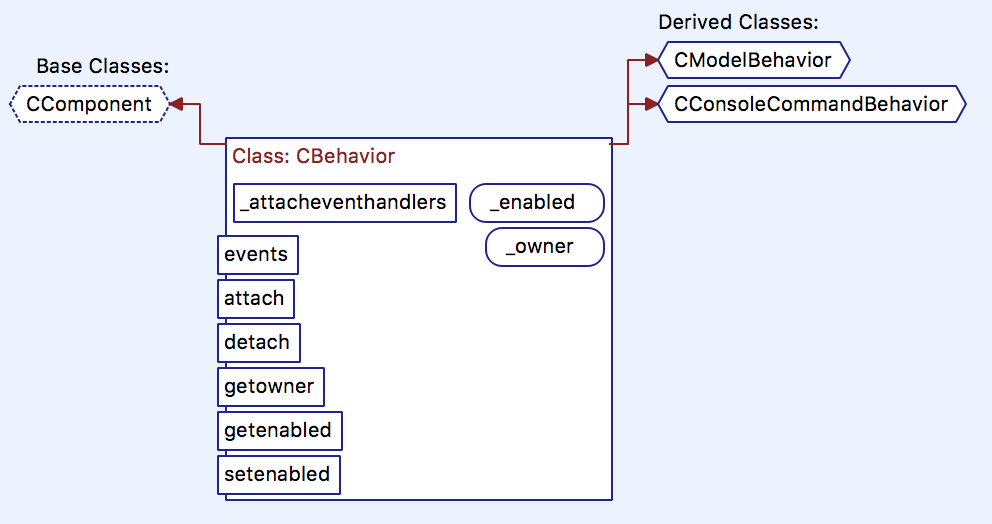 Derived Classes:
Base Classes:
CModelBehavior
CComponent
CConsoleCommandBehavior
Class: CBehavior
_attacheventhandlers
_enabled
_owner
events
attach
detach
getowner
getenabled
setenabled